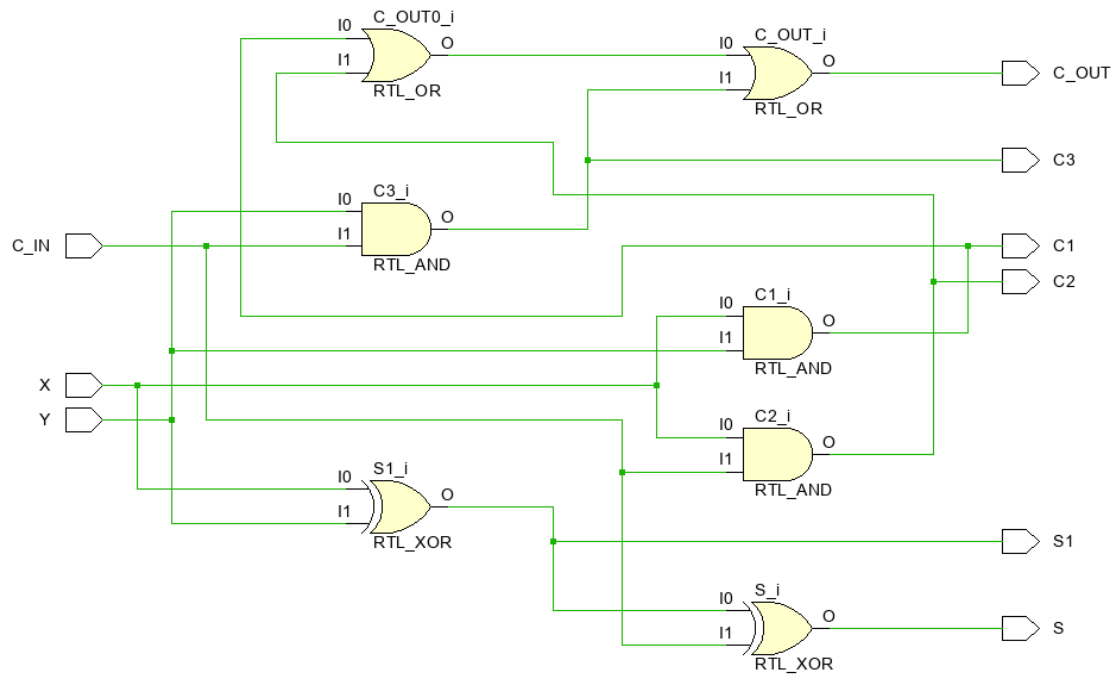 C_OUT0_i
I0
O
I1
RTL_OR
C_OUT_i
I0
O
I1
RTL_OR
C_OUT
C3
C3_i
I0
O
I1
RTL_AND
C_IN
C1
C2
C1_i
I0
O
I1
RTL_AND
X
Y
C2_i
I0
O
I1
RTL_AND
S1_i
I0
O
I1
RTL_XOR
S1
S_i
I0
O
I1
RTL_XOR
S